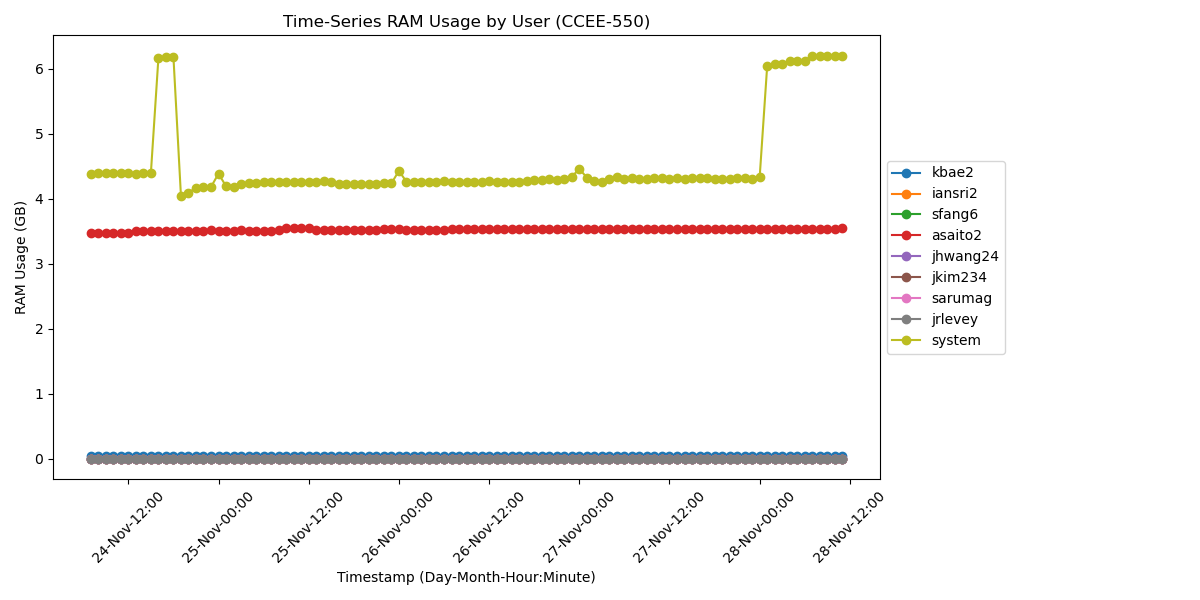 Time-Series RAM Usage by User (CCEE-550)
RAM Usage (GB)
6
5
4
3
2
1
0
24-Nov-12:00
25-Nov-00:00
25-Nov-12:00
26-Nov-00:00
26-Nov-12:00
27-Nov-00:00
27-Nov-12:00
28-Nov-00:00
28-Nov-12:00
Timestamp (Day-Month-Hour:Minute)
kbae2
iansri2
sfang6
asaito2
jhwang24
jkim234
sarumag
jrlevey
system